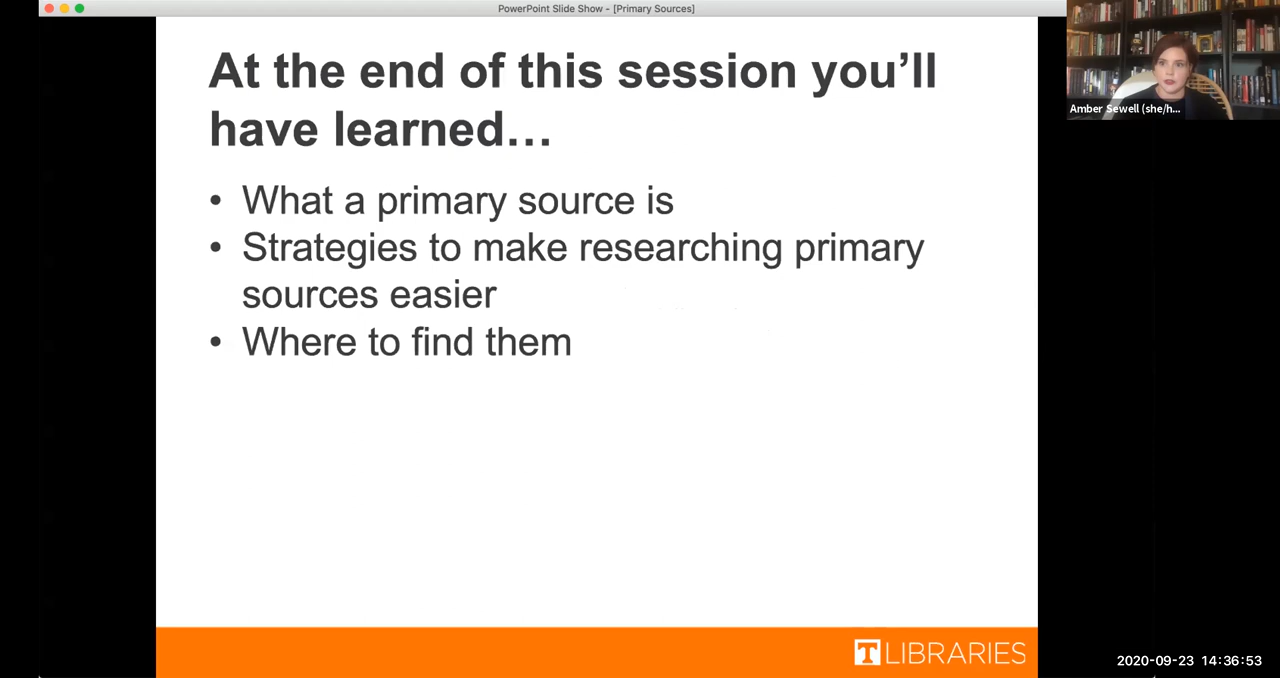 PowerPoint Slide Show - [Primary Sources]
At the end of this session you’ll
have learned…
• What a primary source is
• Strategies to make researching primary
sources easier
• Where to find them
Amber Sewell (she/h...
T LIBRARIES
2020-09-23 14:36:53